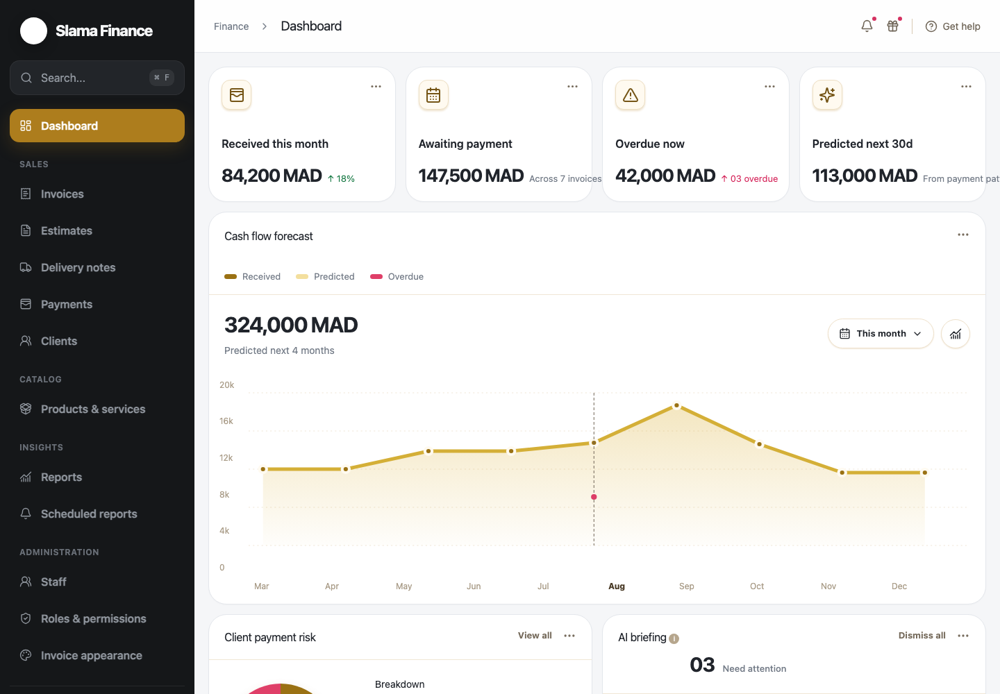 Slama Finance
Search...
⌘ F
Dashboard
SALES
Invoices
Estimates
Delivery notes
Payments
Clients
CATALOG
Products & services
INSIGHTS
Reports
Scheduled reports
ADMINISTRATION
Staff
Roles & permissions
Invoice appearance
Finance > Dashboard
Get help
Received this month
84,200 MAD ↑ 18%
Awaiting payment
147,500 MAD Across 7 invoices
Overdue now
42,000 MAD ↑ 03 overdue
Predicted next 30d
113,000 MAD From payment pat
Cash flow forecast
Received Predicted Overdue
324,000 MAD
Predicted next 4 months
This month
20k
16k
12k
8k
4k
0
Mar Apr May Jun Jul Aug Sep Oct Nov Dec
Client payment risk
View all
Breakdown
AI briefing
Dismiss all
03 Need attention